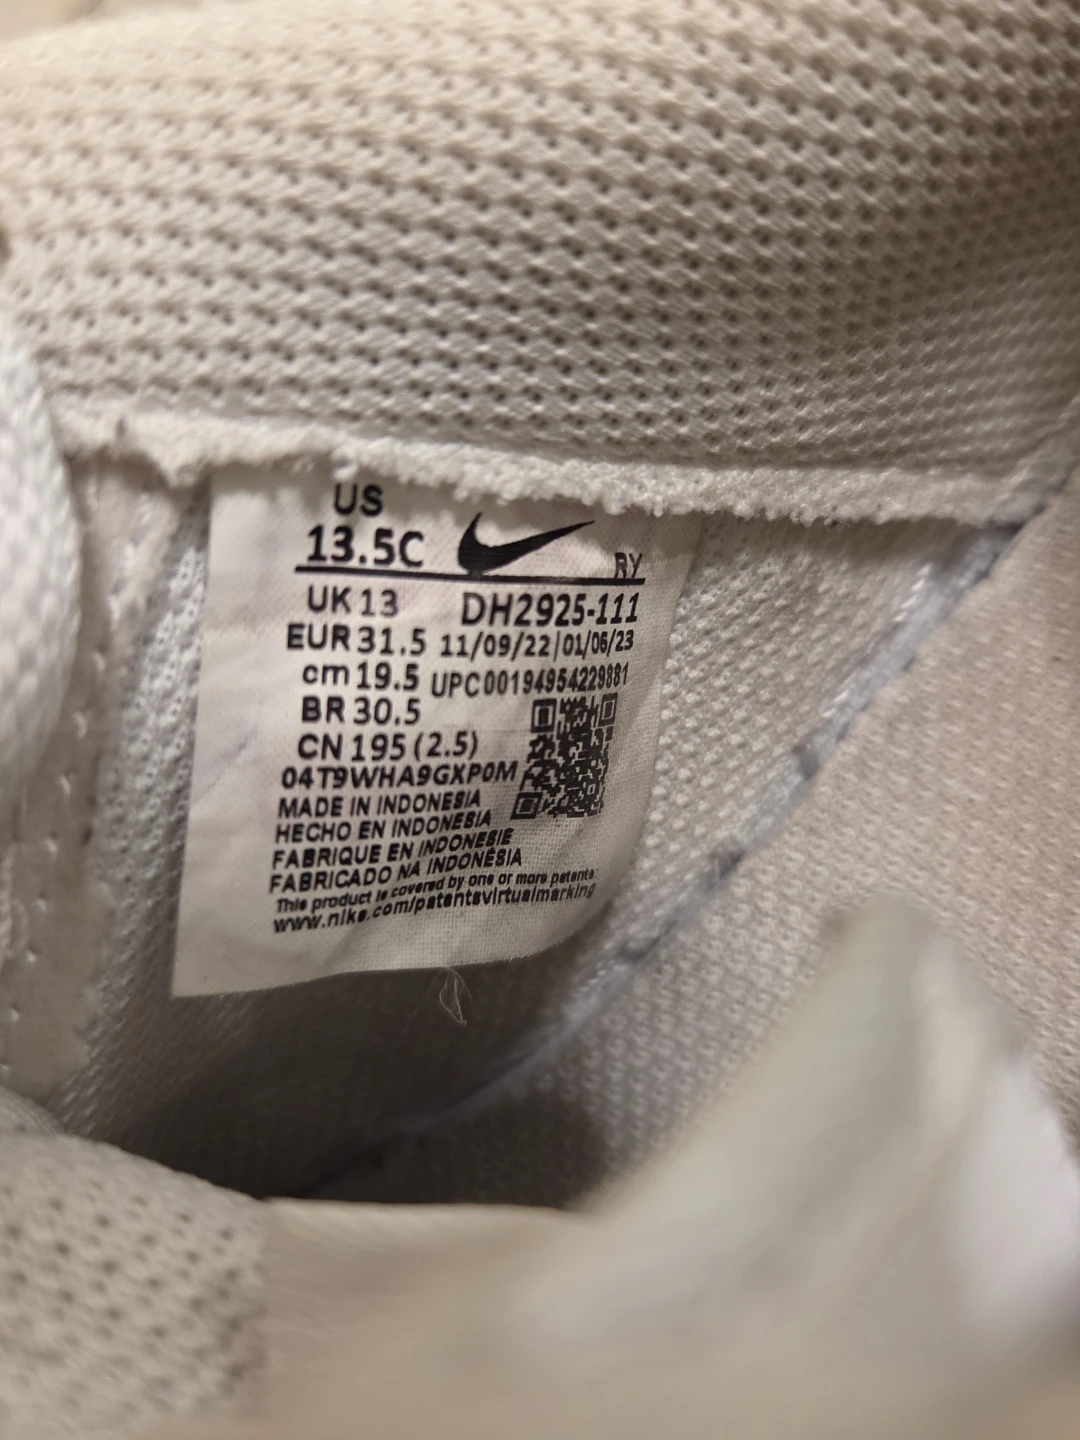 US
13.5C
RY
UK 13 DH2925-111
EUR 31.5 11/09/22|01/06/23
cm 19.5 UPC00194954229881
BR 30.5
CN 195 (2.5)
04T9WHA9GXP0M
MADE IN INDONESIA
HECHO EN INDONESIA
FABRIQUE EN INDONESIE
FABRICADO NA INDONÉSIA
This product is covered by one or more patents:
www.nike.com/patentsvirtualmarking